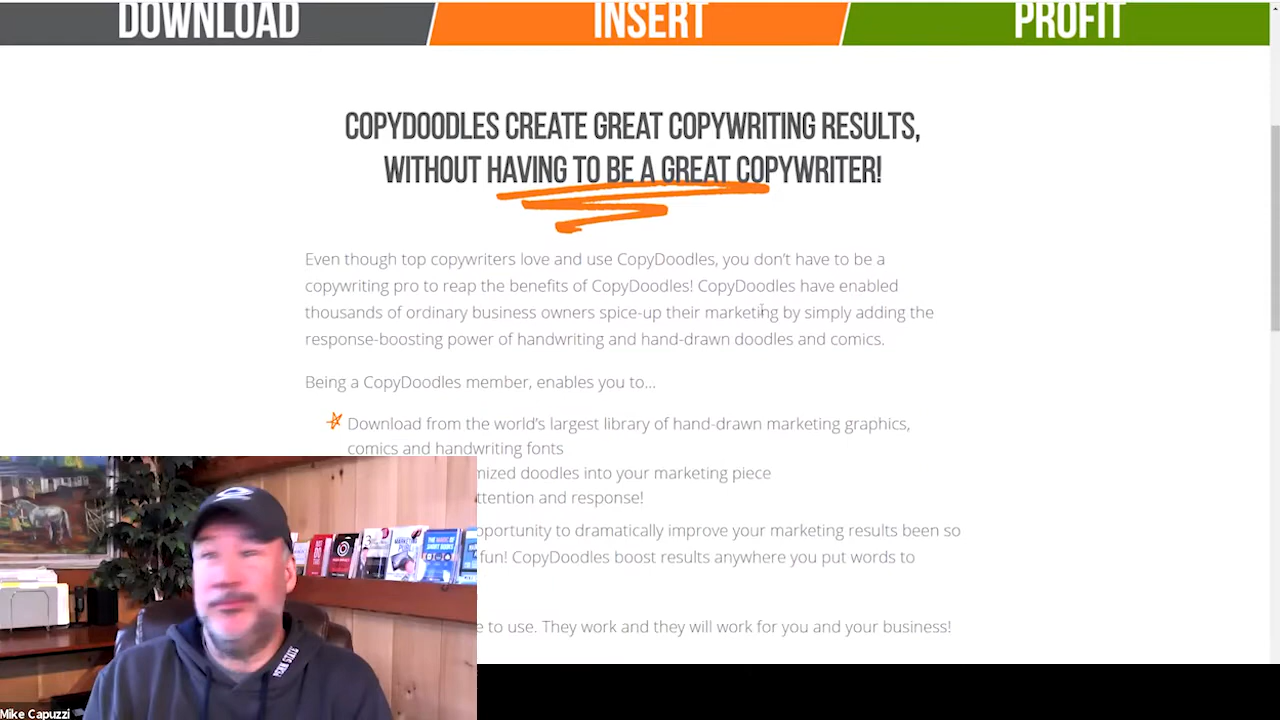 DOWNLOAD
INSERT
PROFIT
COPYDOODLES CREATE GREAT COPYWRITING RESULTS,
WITHOUT HAVING TO BE A GREAT COPYWRITER!
Even though top copywriters love and use CopyDoodles, you don't have to be a
copywriting pro to reap the benefits of CopyDoodles! CopyDoodles have enabled
thousands of ordinary business owners spice-up their marketing by simply adding the
response-boosting power of handwriting and hand-drawn doodles and comics.
Being a CopyDoodles member, enables you to...
Download from the world's largest library of hand-drawn marketing graphics,
comics and handwriting fonts
mized doodles into your marketing piece
ttention and response!
portunity to dramatically improve your marketing results been so
fun! CopyDoodles boost results anywhere you put words to
e to use. They work and they will work for you and your business!
PENN STATE
Mike Capuzzi